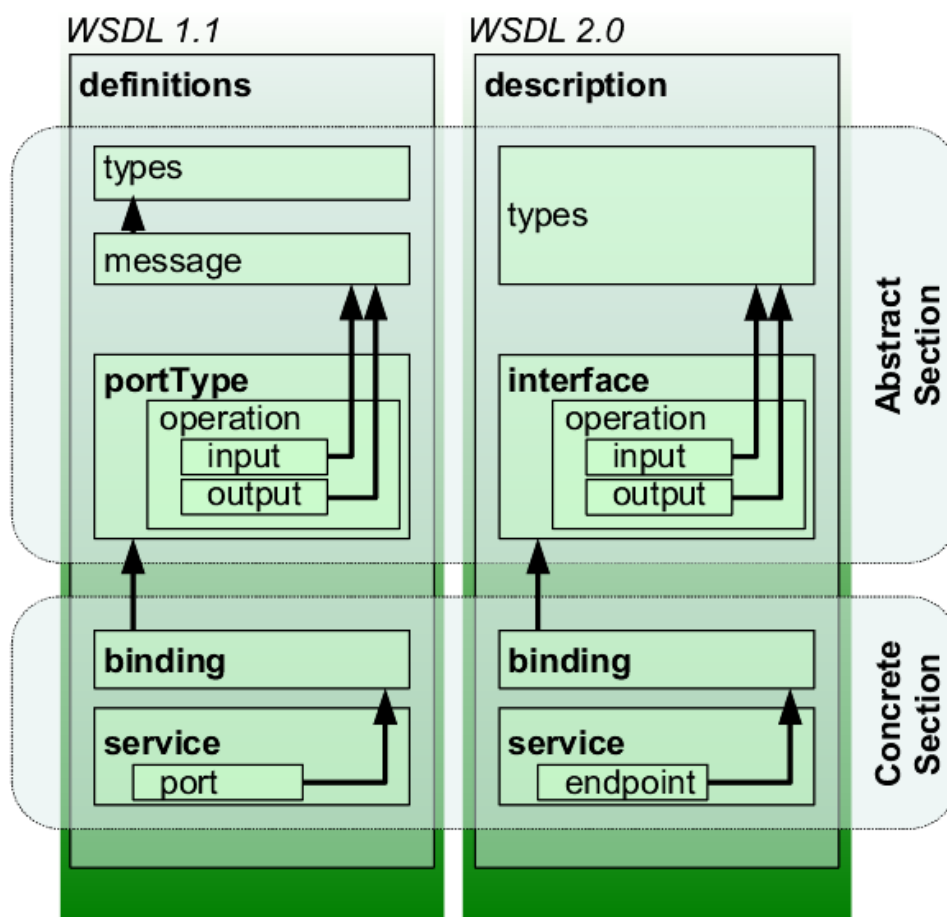 WSDL 1.1
definitions
types
message
portType
operation
input
output
binding
service
port
WSDL 2.0
description
types
interface
operation
input
output
binding
service
endpoint
Abstract
Section
Concrete
Section